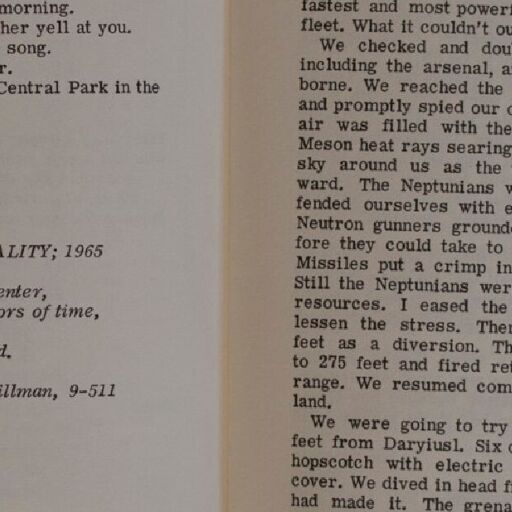 morning.
her yell at you.
song.
r.
Central Park in the
ALITY; 1965
enter,
ors of time,
d.
illman, 9-511
fastest and most powerf
fleet. What it couldn't ou
We checked and dou
including the arsenal, a
borne. We reached the
and promptly spied our
air was filled with the
Meson heat rays searing
sky around us as the
ward. The Neptunians w
fended ourselves with e
Neutron gunners ground
fore they could take to
Missiles put a crimp in
Still the Neptunians wer
resources. I eased the
lessen the stress. Then
feet as a diversion. Th
to 275 feet and fired ret
range. We resumed com
land.
We were going to try
feet from Daryius1. Six
hopscotch with electric
cover. We dived in head f
had made it. The grena